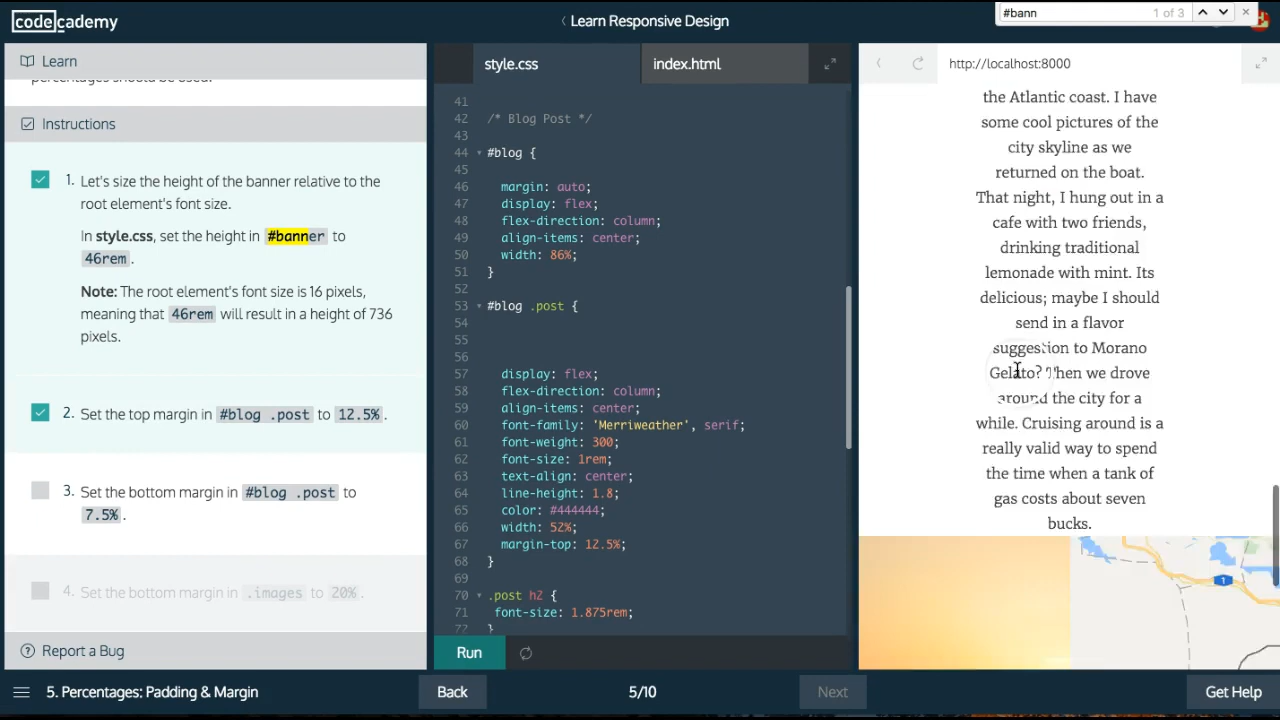 codecademy
Learn Responsive Design
#bann
1 of 3
Learn
percentages should be used.
Instructions
1. Let's size the height of the banner relative to the
root element's font size.
In style.css, set the height in #banner to
46rem.
Note: The root element's font size is 16 pixels,
meaning that 46rem will result in a height of 736
pixels.
2. Set the top margin in #blog .post to 12.5%.
3. Set the bottom margin in #blog .post to
7.5%.
4. Set the bottom margin in .images to 20%.
Report a Bug
style.css
index.html
41
42 /* Blog Post */
43
44 #blog {
45
46 margin: auto;
47 display: flex;
48 flex-direction: column;
49 align-items: center;
50 width: 86%;
51 }
52
53 #blog .post {
54
55
56
57 display: flex;
58 flex-direction: column;
59 align-items: center;
60 font-family: 'Merriweather', serif;
61 font-weight: 300;
62 font-size: 1rem;
63 text-align: center;
64 line-height: 1.8;
65 color: #444444;
66 width: 52%;
67 margin-top: 12.5%;
68 }
69
70 .post h2 {
71 font-size: 1.875rem;
72 }
Run
http://localhost:8000
the Atlantic coast. I have
some cool pictures of the
city skyline as we
returned on the boat.
That night, I hung out in a
cafe with two friends,
drinking traditional
lemonade with mint. Its
delicious; maybe I should
send in a flavor
suggestion to Morano
Gelato? Then we drove
around the city for a
while. Cruising around is a
really valid way to spend
the time when a tank of
gas costs about seven
bucks.
1
5. Percentages: Padding & Margin
Back
5/10
Next
Get Help